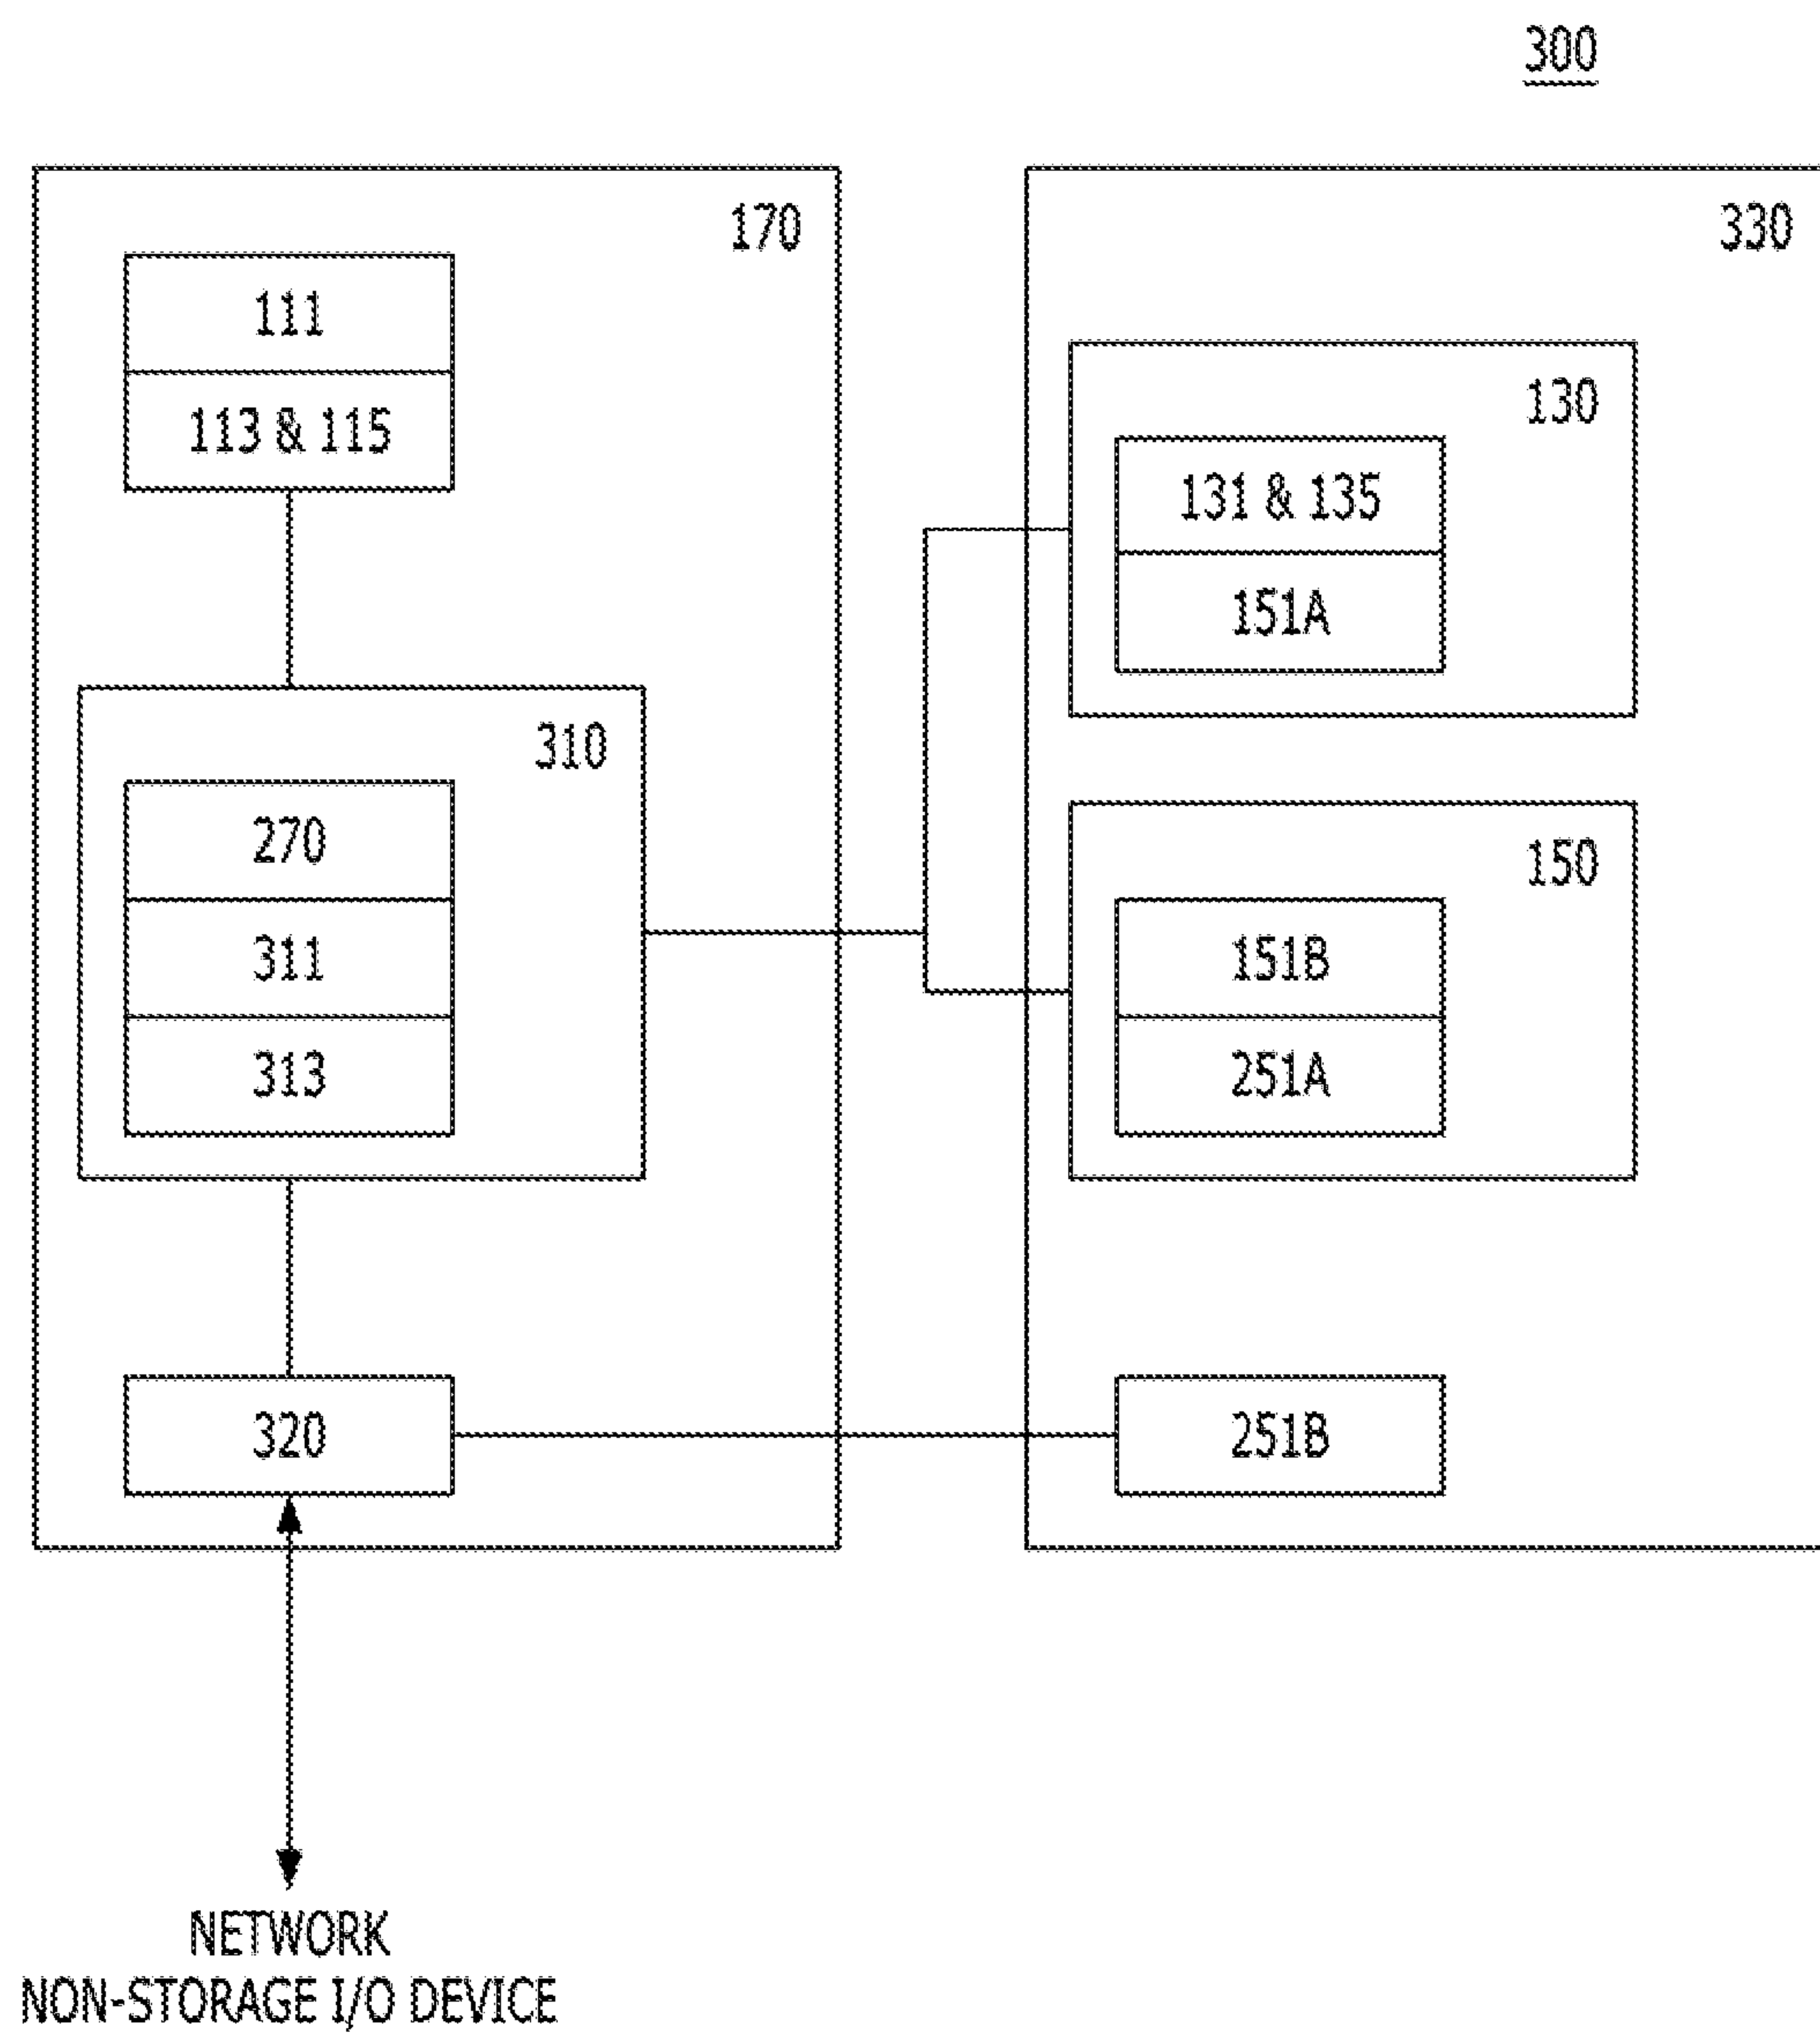 300
170
111
113 & 115
310
270
311
313
320
330
130
131 & 135
151A
150
151B
251A
251B
NETWORK
NON-STORAGE I/O DEVICE